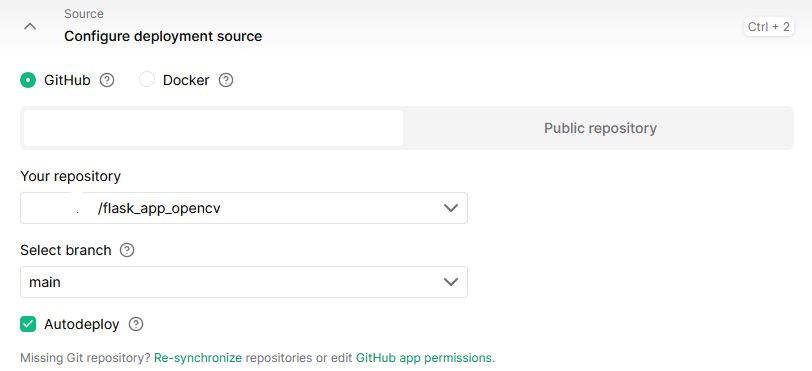 Source
Configure deployment source
Ctrl + 2
GitHub ? Docker ?
Public repository
Your repository
/flask_app_opencv
Select branch ?
main
Autodeploy ?
Missing Git repository? Re-synchronize repositories or edit GitHub app permissions.